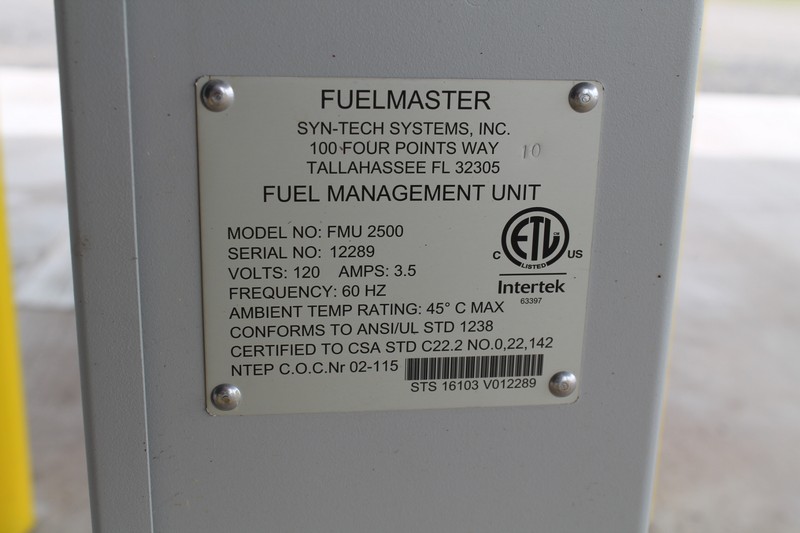 FUELMASTER
SYN-TECH SYSTEMS, INC.
100 FOUR POINTS WAY 10
TALLAHASSEE FL 32305
FUEL MANAGEMENT UNIT
MODEL NO: FMU 2500
SERIAL NO: 12289
VOLTS: 120 AMPS: 3.5
FREQUENCY: 60 HZ
AMBIENT TEMP RATING: 45° C MAX
CONFORMS TO ANSI/UL STD 1238
CERTIFIED TO CSA STD C22.2 NO.0,22,142
NTEP C.O.C.Nr 02-115
STS 16103 V012289
ETL
C LISTED US
Intertek
63397